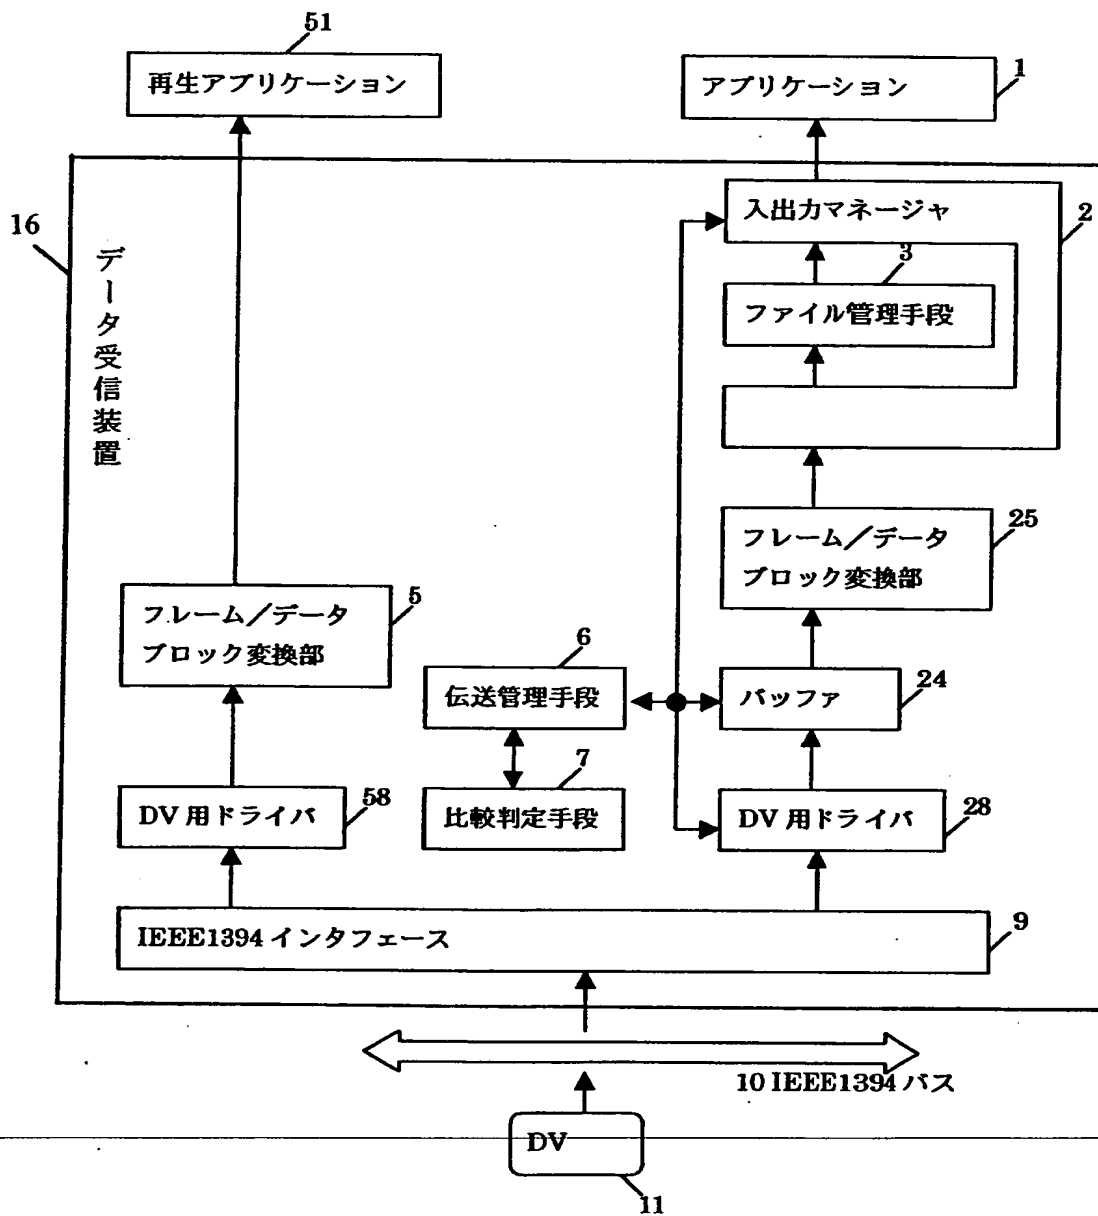 51
再生アプリケーション
1
アプリケーション
16
データ受信装置
入出力マネージャ
2
3
ファイル管理手段
25
フレーム／データ
ブロック変換部
5
フレーム／データ
ブロック変換部
6
伝送管理手段
24
バッファ
7
比較判定手段
58
DV用ドライバ
28
DV用ドライバ
9
IEEE1394インタフェース
10 IEEE1394バス
DV
11